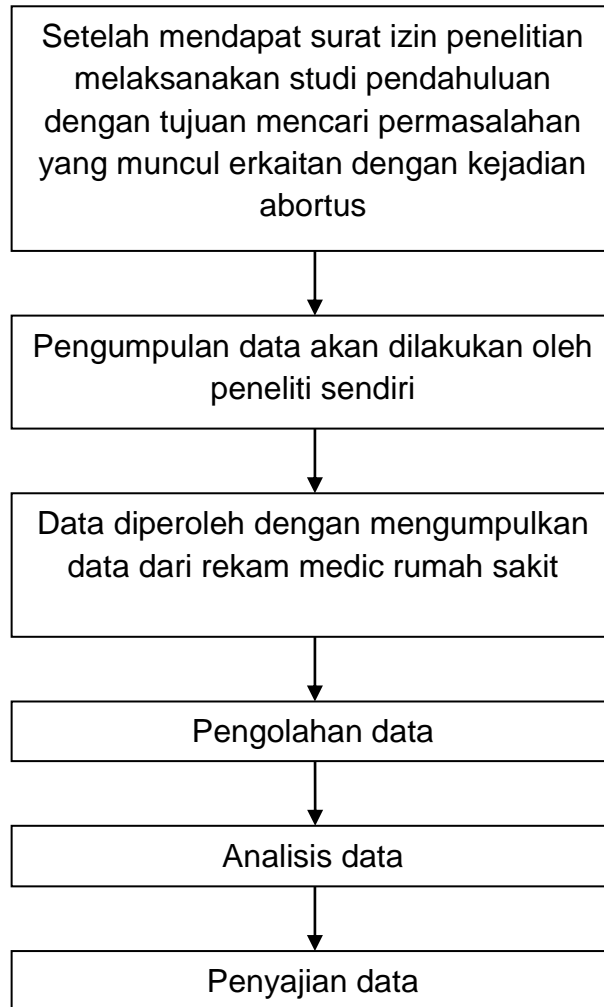 Setelah mendapat surat izin penelitian
melaksanakan studi pendahuluan
dengan tujuan mencari permasalahan
yang muncul erkaitan dengan kejadian
abortus
Pengumpulan data akan dilakukan oleh
peneliti sendiri
Data diperoleh dengan mengumpulkan
data dari rekam medic rumah sakit
Pengolahan data
Analisis data
Penyajian data